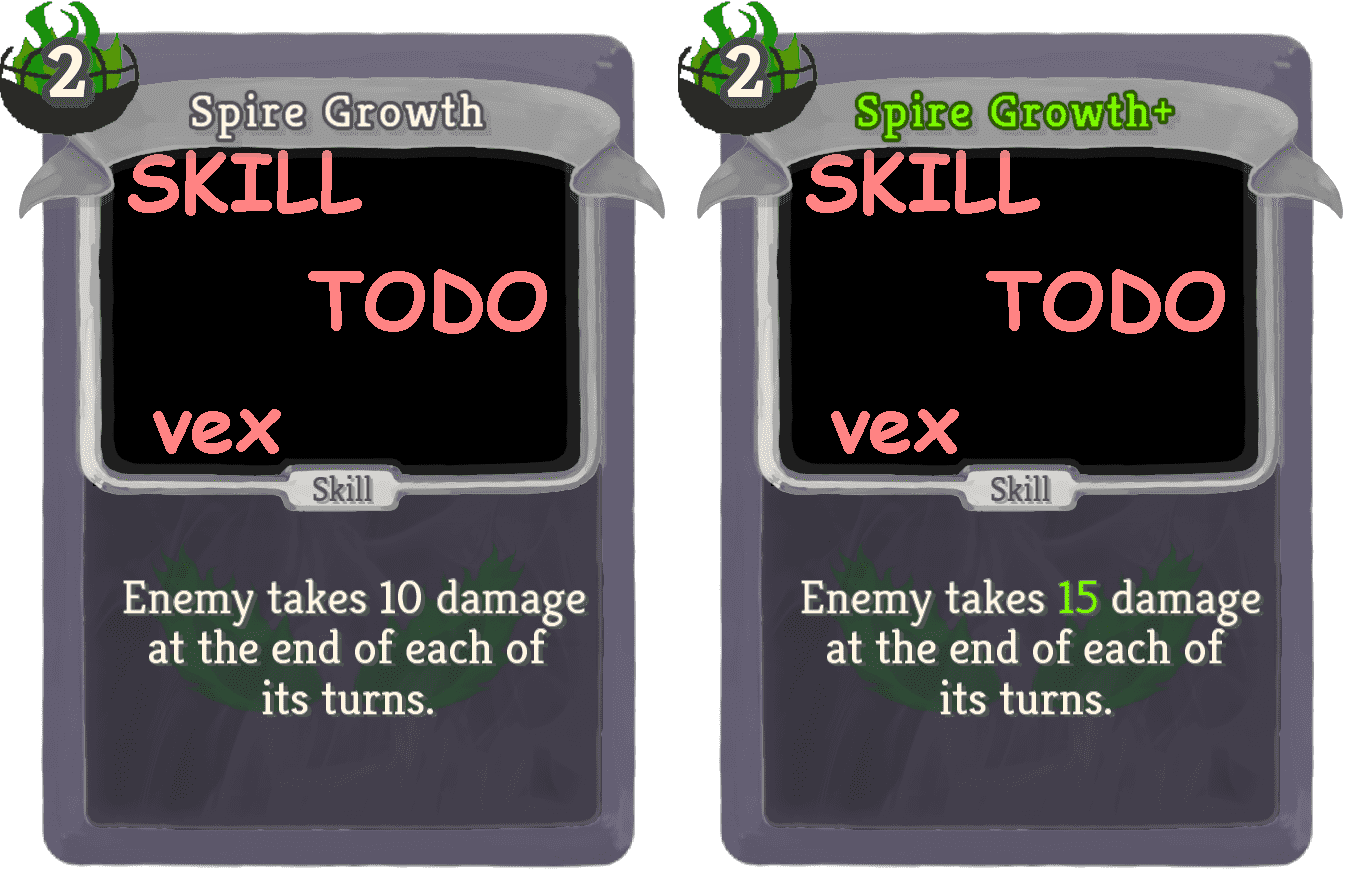 2
Spire Growth
SKILL
TODO
vex
Skill
Enemy takes 10 damage
at the end of each of
its turns.
2
Spire Growth+
SKILL
TODO
vex
Skill
Enemy takes 15 damage
at the end of each of
its turns.